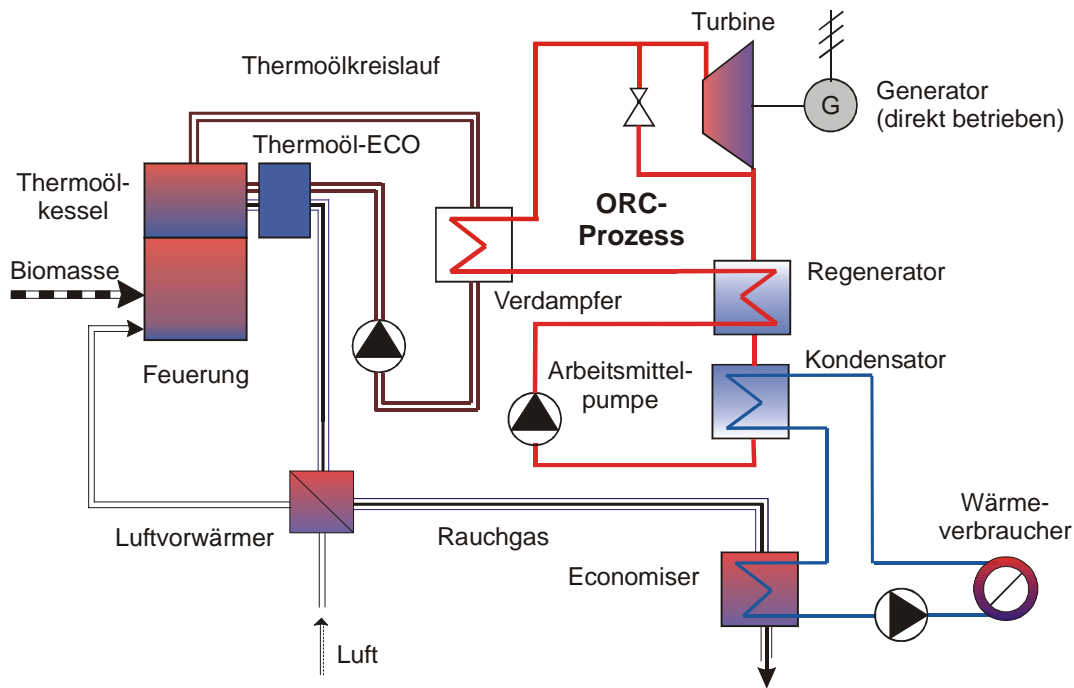 Turbine
Thermoölkreislauf
G
Generator
(direkt betrieben)
Thermoöl-ECO
Thermoöl-
kessel
ORC-
Prozess
Biomasse
Regenerator
Verdampfer
Feuerung
Arbeitsmittel-
pumpe
Kondensator
Luftvorwärmer
Rauchgas
Wärme-
verbraucher
Economiser
Luft